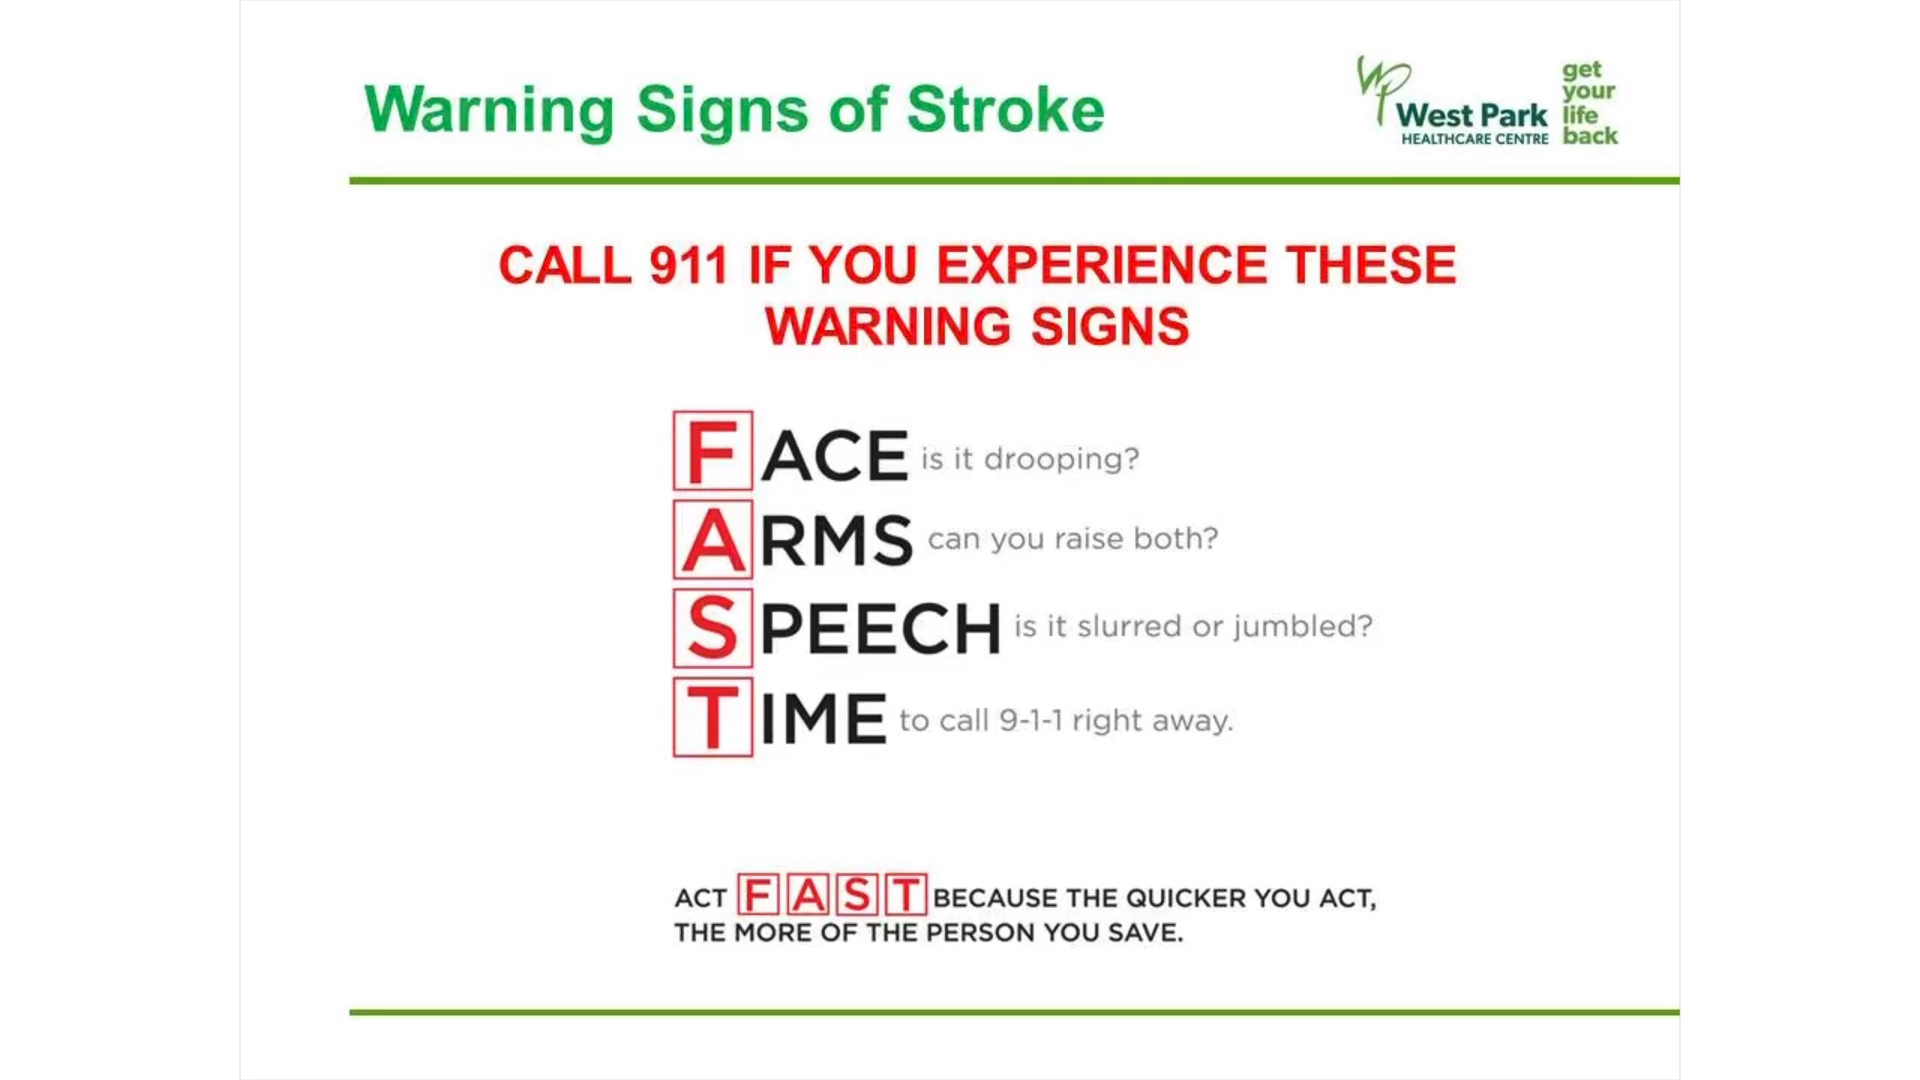 Warning Signs of Stroke
West Park
HEALTHCARE CENTRE
get
your
life
back
CALL 911 IF YOU EXPERIENCE THESE
WARNING SIGNS
FACE is it drooping?
ARMS can you raise both?
SPEECH is it slurred or jumbled?
TIME to call 9-1-1 right away.
ACT FAST BECAUSE THE QUICKER YOU ACT,
THE MORE OF THE PERSON YOU SAVE.